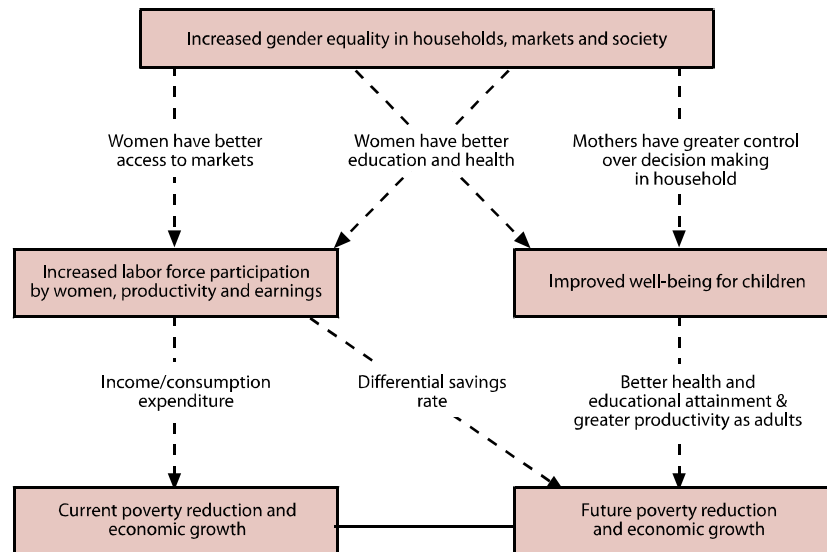 Increased gender equality in households, markets and society
Women have better
access to markets
Women have better
education and health
Mothers have greater control
over decision making
in household
Increased labor force participation
by women, productivity and earnings
Improved well-being for children
Income/consumption
expenditure
Differential savings
rate
Better health and
educational attainment &
greater productivity as adults
Current poverty reduction and
economic growth
Future poverty reduction
and economic growth